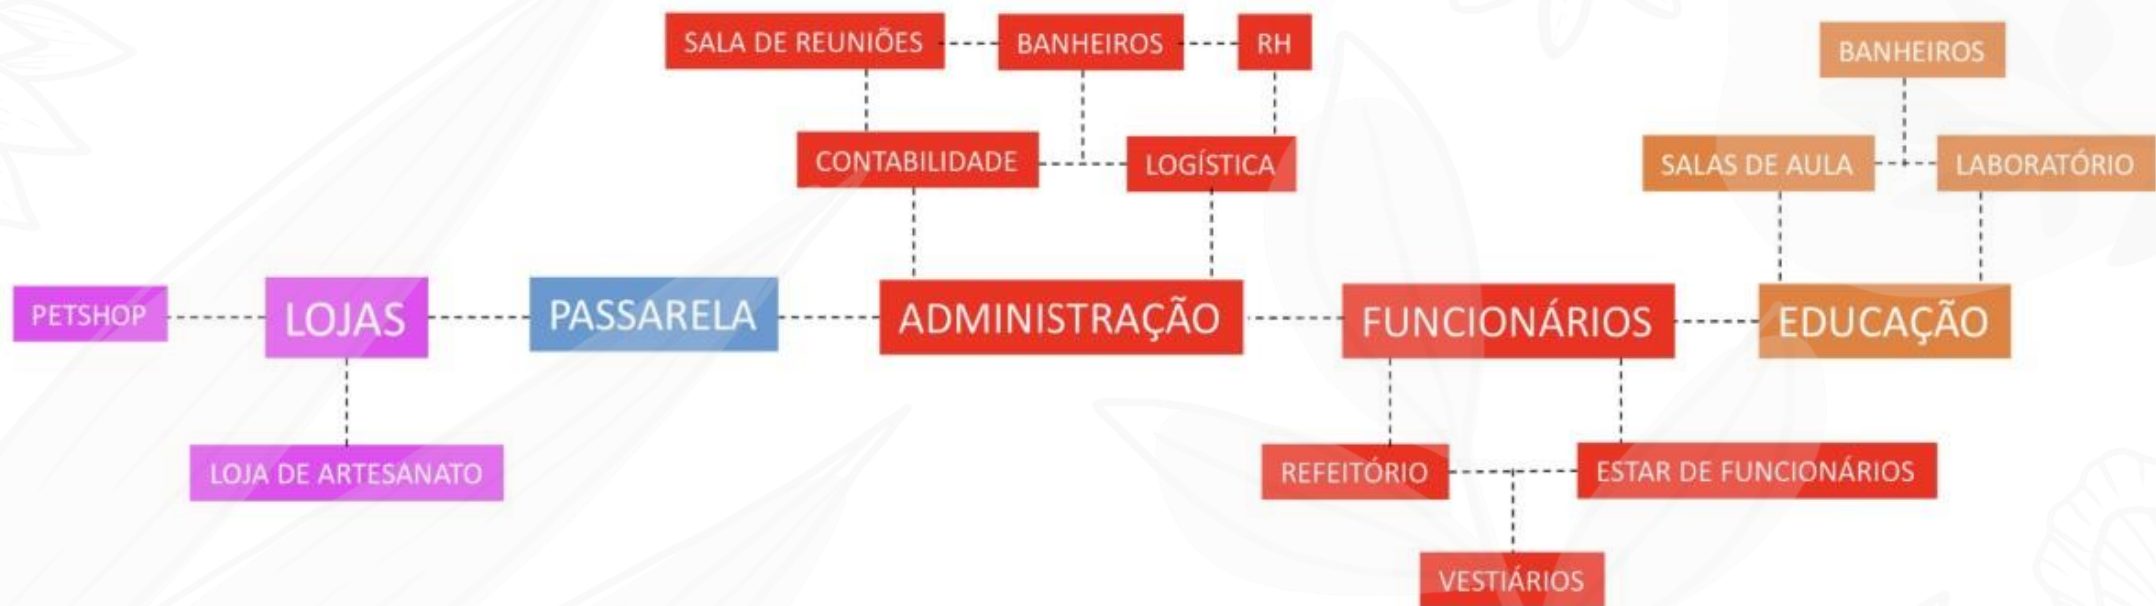 SALA DE REUNIÕES
BANHEIROS
RH
BANHEIROS
CONTABILIDADE
LOGÍSTICA
SALAS DE AULA
LABORATÓRIO
PETSHOP
LOJAS
PASSARELA
ADMINISTRAÇÃO
FUNCIONÁRIOS
EDUCAÇÃO
LOJA DE ARTESANATO
REFEITÓRIO
ESTAR DE FUNCIONÁRIOS
VESTIÁRIOS